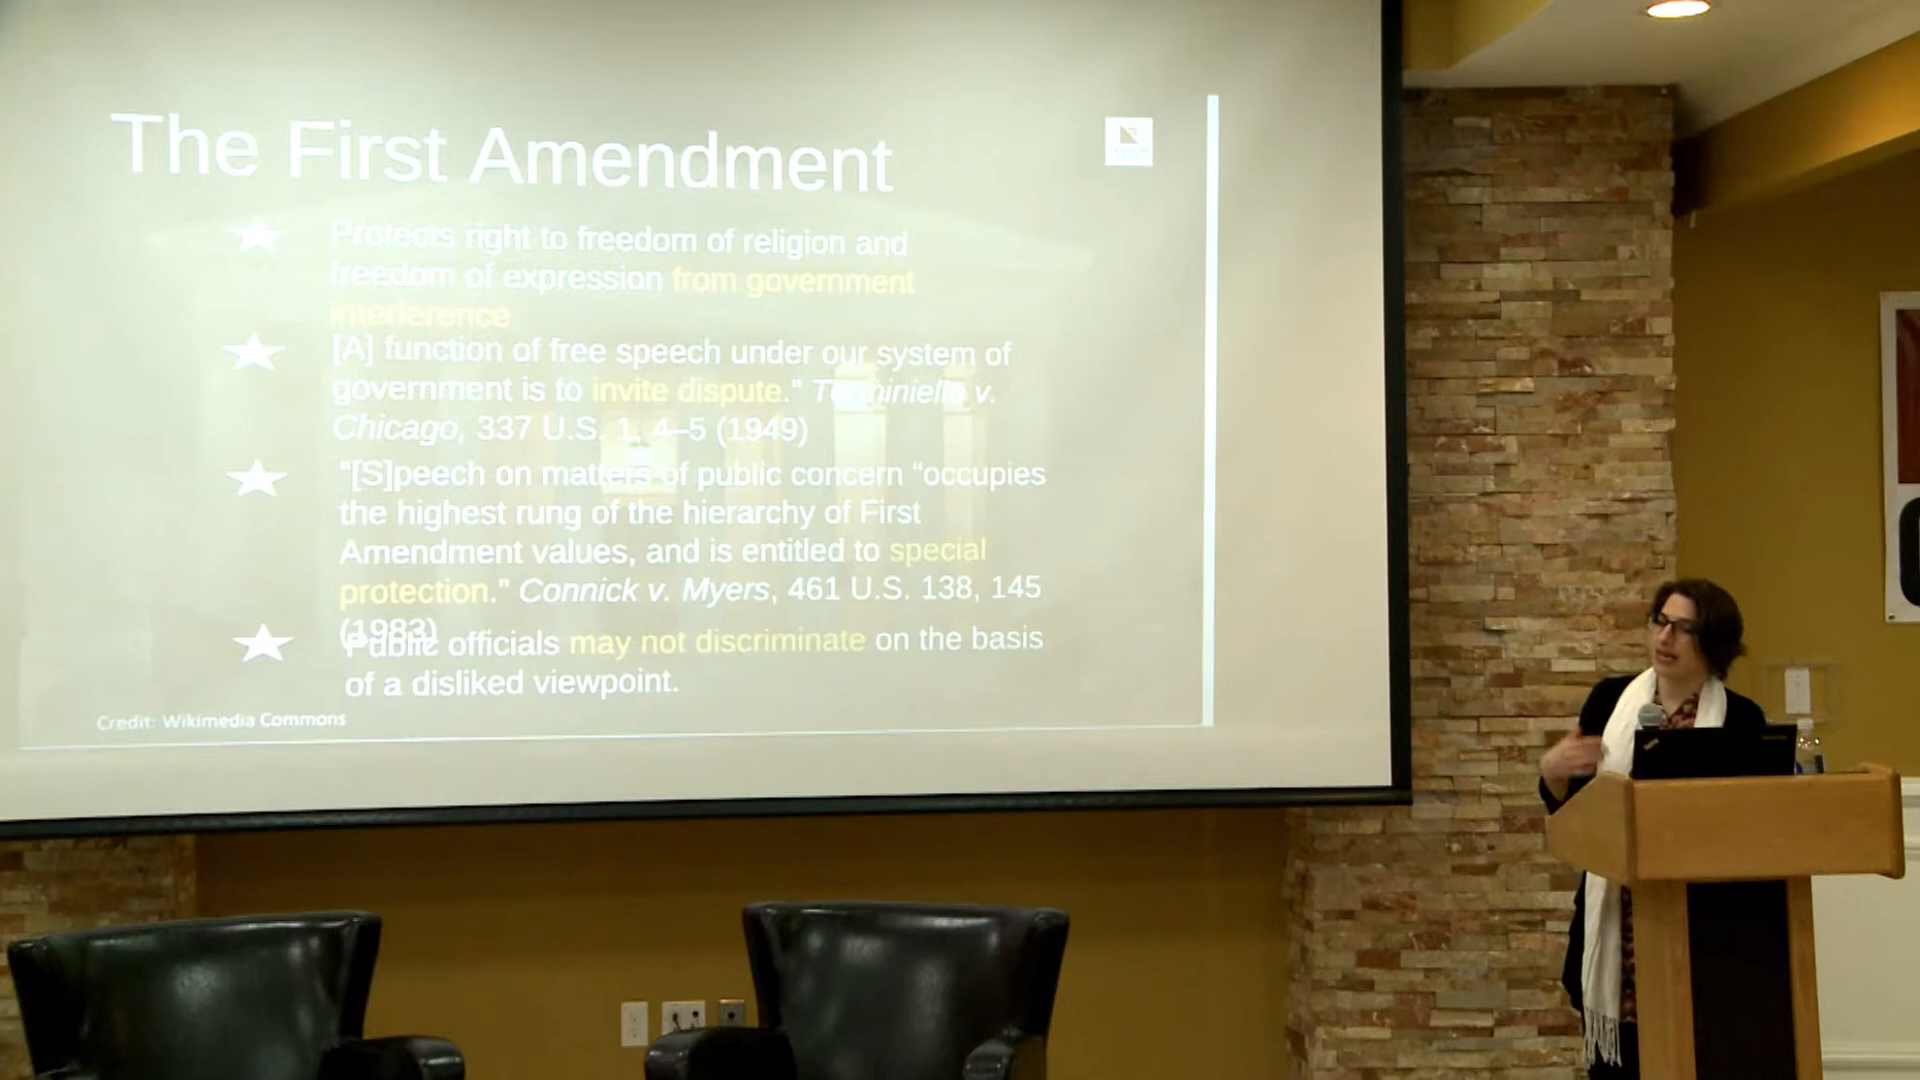 The First Amendment
Protects right to freedom of religion and
freedom of expression from government
interference
[A] function of free speech under our system of
government is to invite dispute.” Terminiello v.
Chicago, 337 U.S. 1, 4–5 (1949)
“[S]peech on matters of public concern “occupies
the highest rung of the hierarchy of First
Amendment values, and is entitled to special
protection.” Connick v. Myers, 461 U.S. 138, 145
(1983)
Public officials may not discriminate on the basis
of a disliked viewpoint.
Credit: Wikimedia Commons